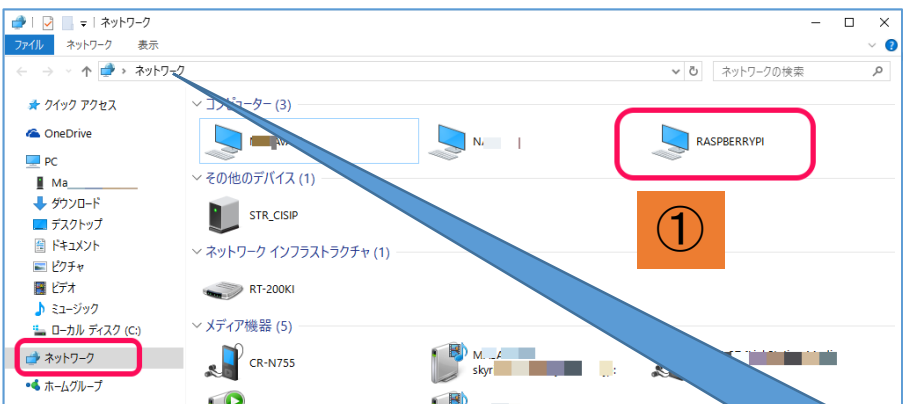 ネットワーク
ファイル ネットワーク 表示
ネットワーク ネットワークの検索
クイック アクセス
OneDrive
PC
Ma
ダウンロード
デスクトップ
ドキュメント
ピクチャ
ビデオ
ミュージック
ローカル ディスク (C:)
ネットワーク
ホームグループ
コンピューター (3)
RASPBERRYPI
①
その他のデバイス (1)
STR_CISIP
ネットワーク インフラストラクチャ (1)
RT-200KI
メディア機器 (5)
CR-N755
skyr